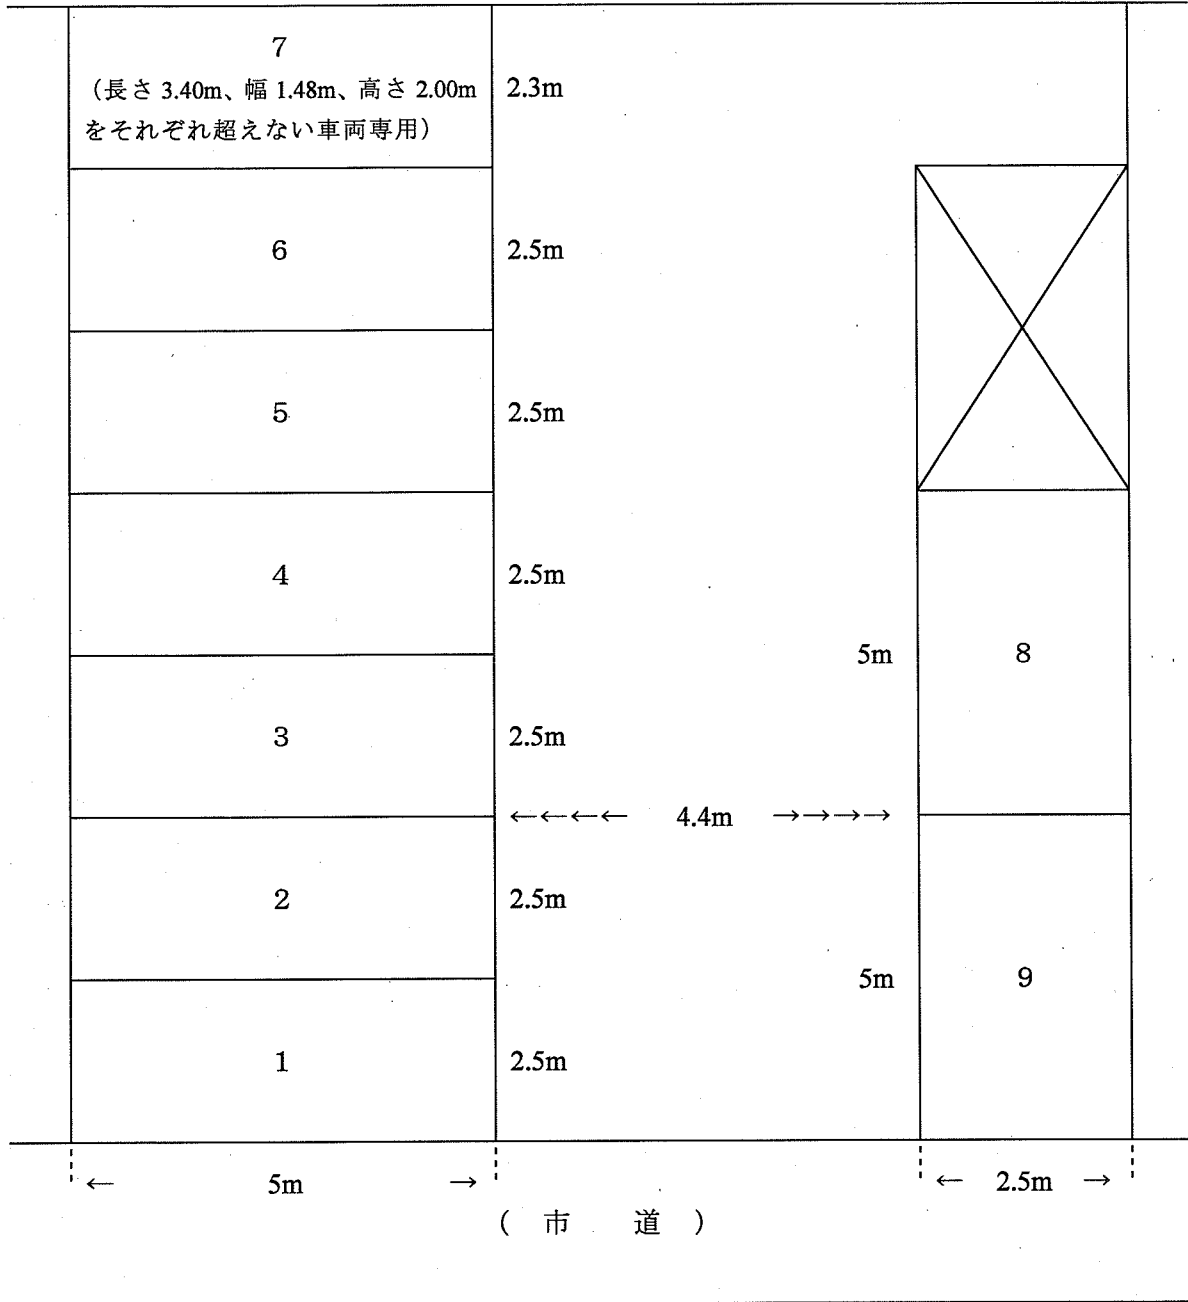 7
（長さ 3.40m、幅 1.48m、高さ 2.00m
をそれぞれ超えない車両専用）
2.3m
6
2.5m
5
2.5m
4
2.5m
5m
8
3
2.5m
←←←← 4.4m →→→→
2
2.5m
5m
9
1
2.5m
← 5m →
← 2.5m →
（ 市 道 ）